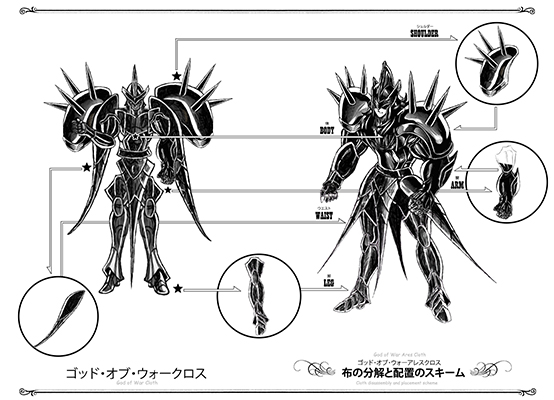 ショルダー
SHOULDER
体
BODY
腕
ARM
ウエスト
WAIST
脚
LEG
ゴッド・オブ・ウォークロス
God of War Cloth
God of War Ares Cloth
ゴッド・オブ・ウォーアレスクロス
布の分解と配置のスキーム
Cloth disassembly and placement scheme